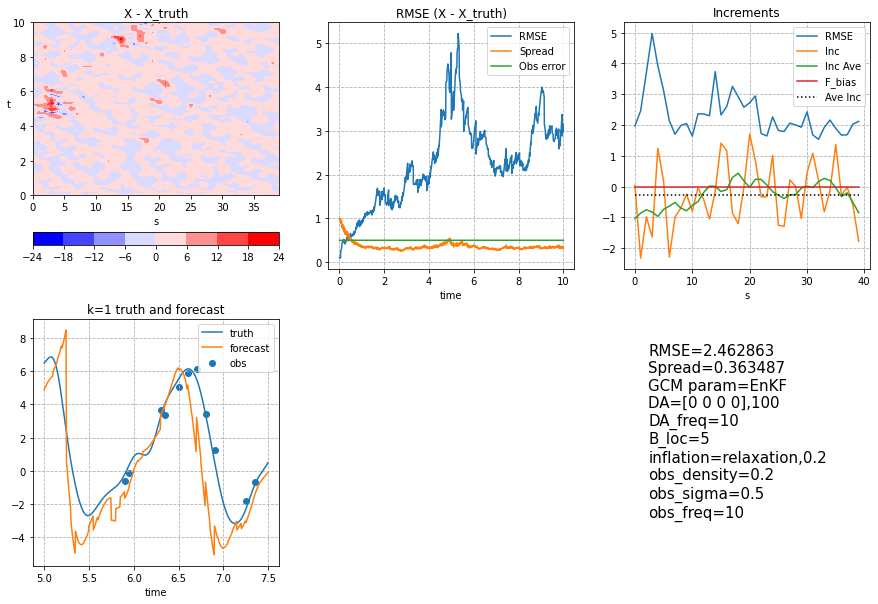 X - X_truth
10
8
6
t
4
2
0
0 5 10 15 20 25 30 35
s
−24 −18 −12 −6 0 6 12 18 24
RMSE (X - X_truth)
RMSE
Spread
Obs error
5
4
3
2
1
0
0 2 4 6 8 10
time
Increments
RMSE
Inc
Inc Ave
F_bias
Ave Inc
5
4
3
2
1
0
−1
−2
0 10 20 30 40
s
k=1 truth and forecast
truth
forecast
obs
8
6
4
2
0
−2
−4
5.0 5.5 6.0 6.5 7.0 7.5
time
RMSE=2.462863
Spread=0.363487
GCM param=EnKF
DA=[0 0 0 0],100
DA_freq=10
B_loc=5
inflation=relaxation,0.2
obs_density=0.2
obs_sigma=0.5
obs_freq=10